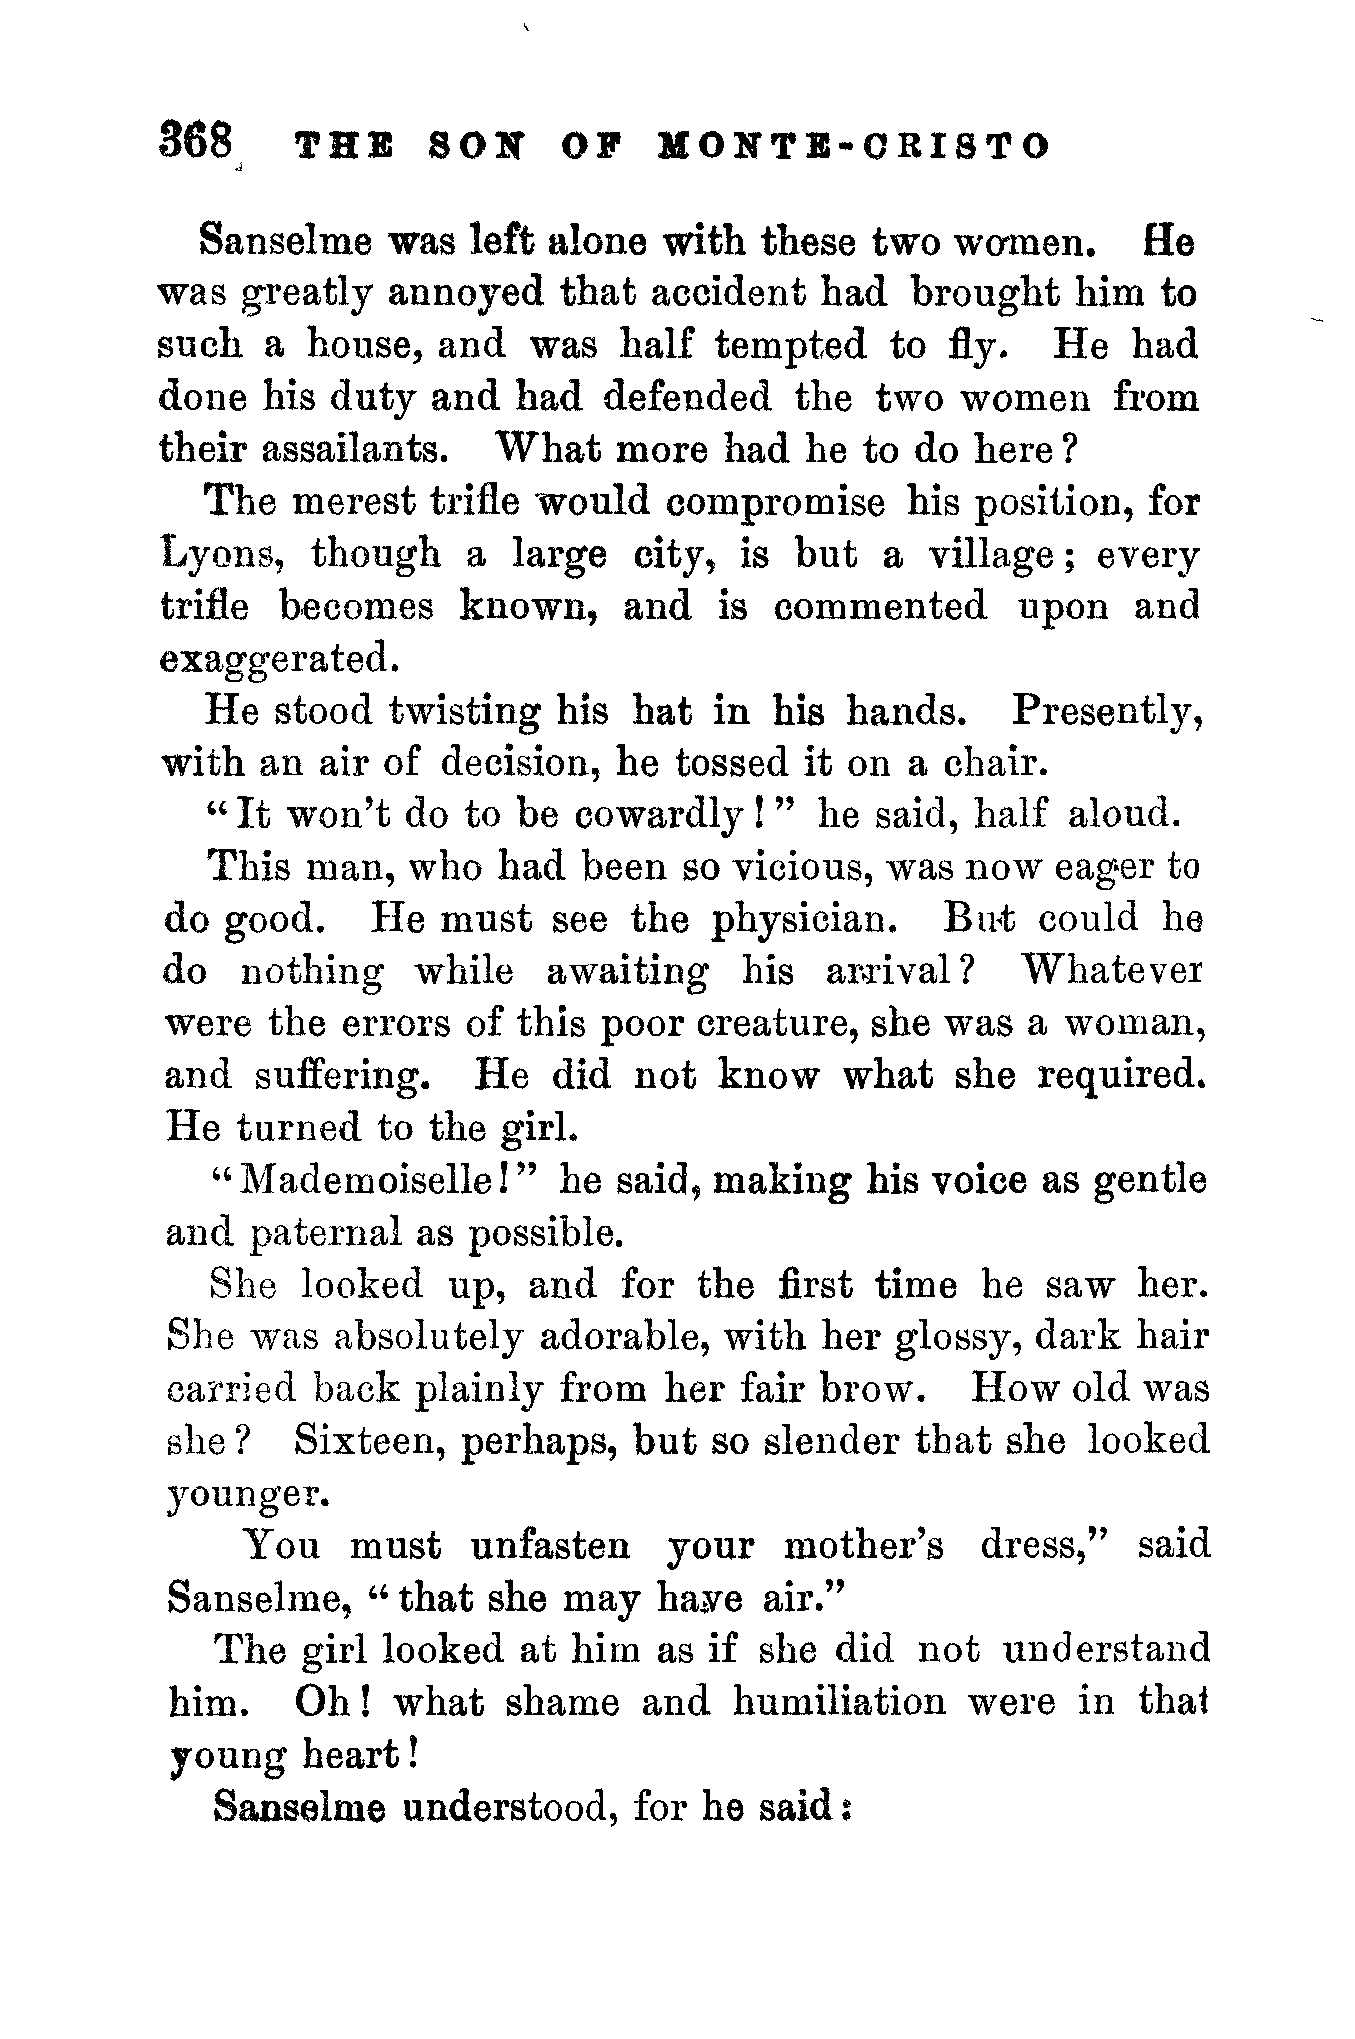 368 THE SON OF MONTE-CRISTO
Sanselme was left alone with these two women. He
was greatly annoyed that accident had brought him to
such a house, and was half tempted to fly. He had
done his duty and had defended the two women from
their assailants. What more had he to do here?
The merest trifle would compromise his position, for
Lyons, though a large city, is but a village; every
trifle becomes known, and is commented upon and
exaggerated.
He stood twisting his hat in his hands. Presently,
with an air of decision, he tossed it on a chair.
"It won't do to be cowardly!" he said, half aloud.
This man, who had been so vicious, was now eager to
do good. He must see the physician. But could he
do nothing while awaiting his arrival? Whatever
were the errors of this poor creature, she was a woman,
and suffering. He did not know what she required.
He turned to the girl.
"Mademoiselle!" he said, making his voice as gentle
and paternal as possible.
She looked up, and for the first time he saw her.
She was absolutely adorable, with her glossy, dark hair
carried back plainly from her fair brow. How old was
she? Sixteen, perhaps, but so slender that she looked
younger.
You must unfasten your mother's dress," said
Sanselme, "that she may have air."
The girl looked at him as if she did not understand
him. Oh! what shame and humiliation were in that
young heart!
Sanselme understood, for he said: